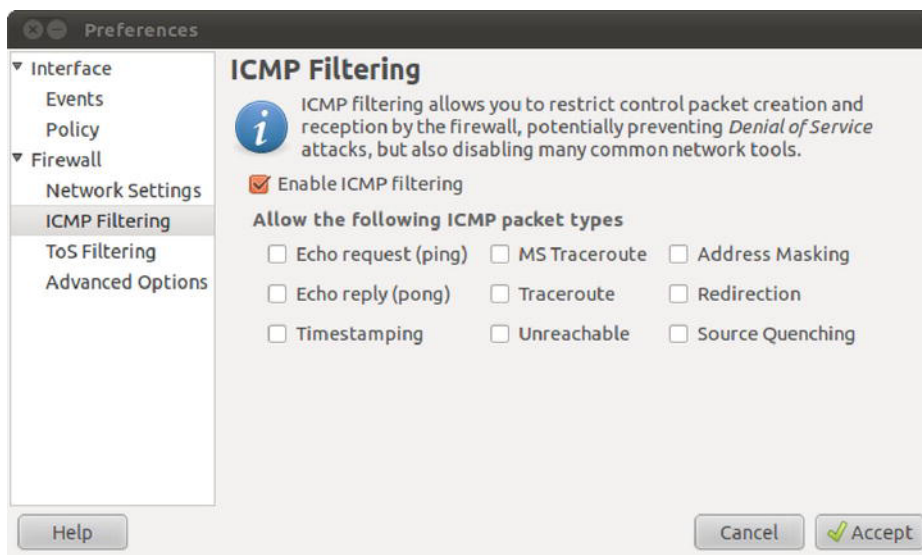 Preferences
Interface
Events
Policy
Firewall
Network Settings
ICMP Filtering
ToS Filtering
Advanced Options
ICMP Filtering
ICMP filtering allows you to restrict control packet creation and
reception by the firewall, potentially preventing Denial of Service
attacks, but also disabling many common network tools.
Enable ICMP filtering
Allow the following ICMP packet types
Echo request (ping) MS Traceroute Address Masking
Echo reply (pong) Traceroute Redirection
Timestamping Unreachable Source Quenching
Help Cancel Accept